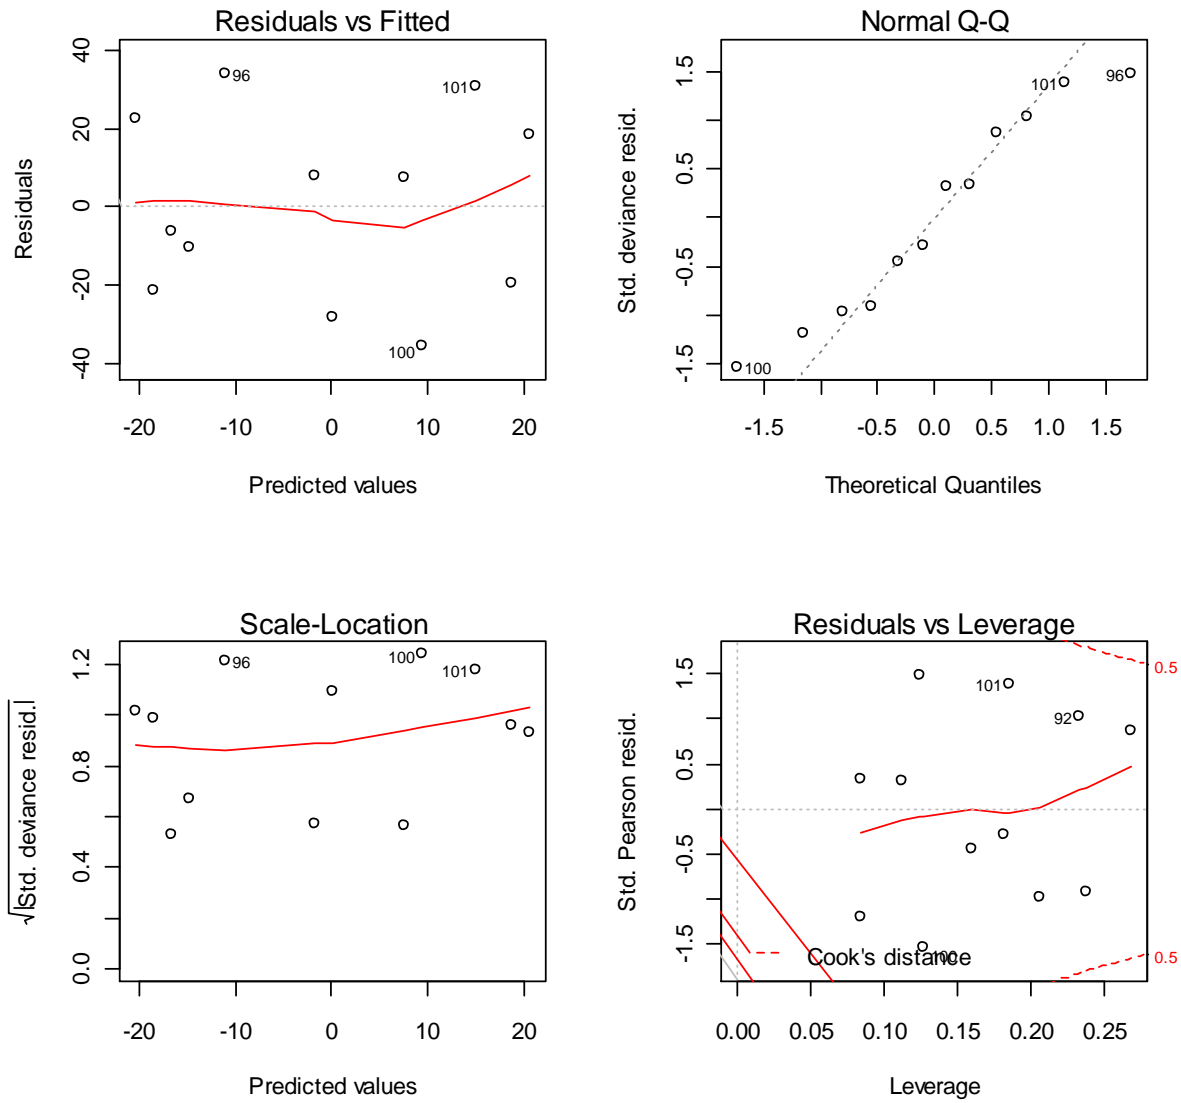 Residuals vs Fitted
Residuals
40
20
0
-20
-40
96
101
100
-20 -10 0 10 20
Predicted values
Normal Q-Q
Std. deviance resid.
1.5
0.5
-0.5
-1.5
101
96
100
-1.5 -0.5 0.0 0.5 1.0 1.5
Theoretical Quantiles
Scale-Location
√|Std. deviance resid.|
1.2
0.8
0.4
0.0
96
100
101
-20 -10 0 10 20
Predicted values
Residuals vs Leverage
Std. Pearson resid.
1.5
0.5
-0.5
-1.5
0.5
101
92
100
Cook's distance
0.5
0.00 0.05 0.10 0.15 0.20 0.25
Leverage